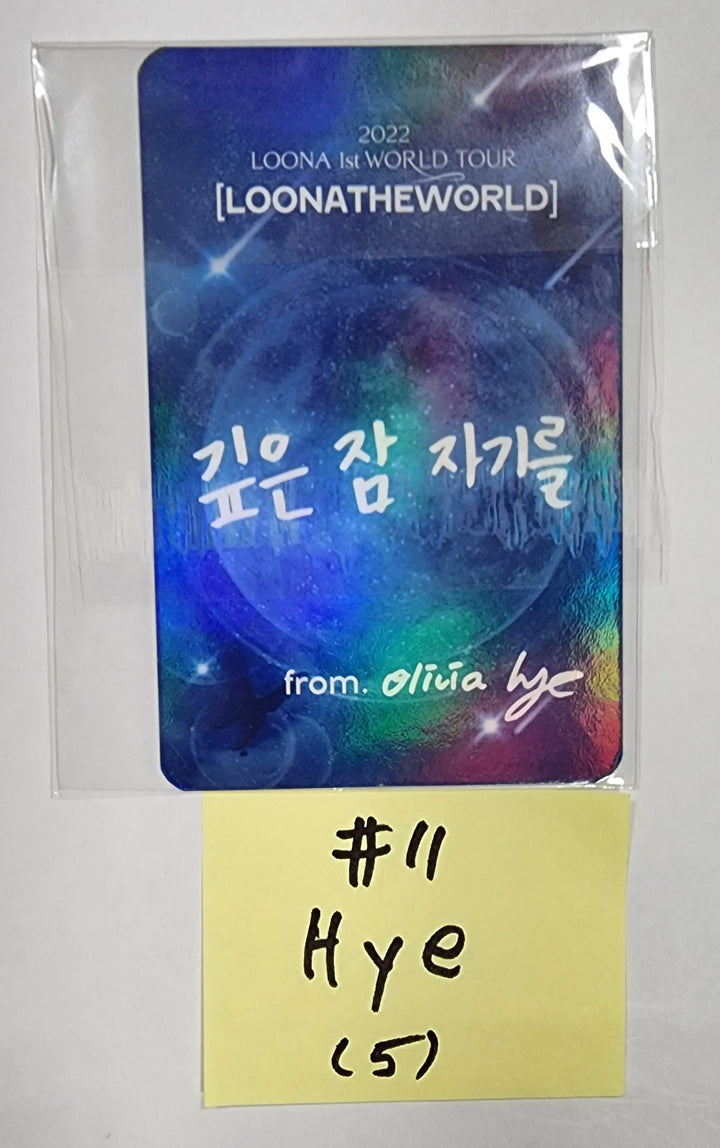 2022
LOONA 1st WORLD TOUR
[LOONATHEWORLD]
깊은 잠 자기를
from. olivia hye
#11
Hye
(5)